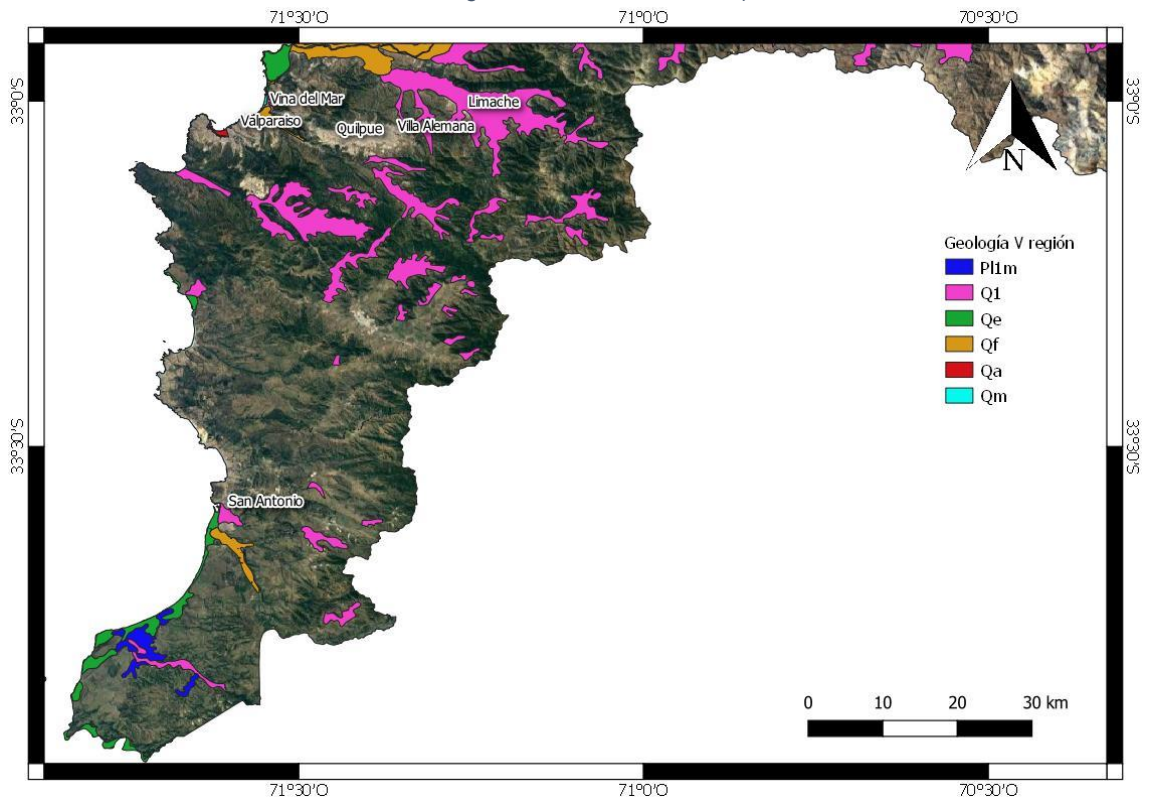 71°30'O 71°0'O 70°30'O
33°0'S 33°0'S
Vina del Mar
Limache
Válparaiso
Quilpue
Villa Alemana
N
Geología V región
Pl1m
Q1
Qe
Qf
Qa
Qm
33°30'S 33°30'S
San Antonio
0 10 20 30 km
71°30'O 71°0'O 70°30'O